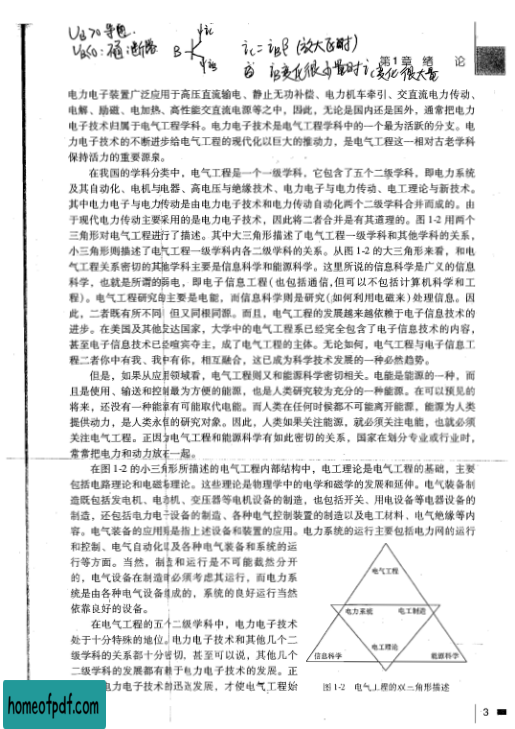 第1章 绪 论
电力电子装置广泛应用于高压直流输电、静止无功补偿、电力机车牵引、交直流电力传动、
电解、励磁、电加热、高性能交直流电源等之中，因此，无论是国内还是国外，通常把电力
电子技术归属于电气工程学科。电力电子技术是电气工程学科中的一个最为活跃的分支。电
力电子技术的不断进步给电气工程的现代化以巨大的推动力，是电气工程这一相对古老学科
保持活力的重要源泉。
在我国的学科分类中，电气工程是一个一级学科，它包含了五个二级学科，即电力系统
及其自动化、电机与电器、高电压与绝缘技术、电力电子与电力传动、电工理论与新技术。
其中电力电子与电力传动是由电力电子技术和电力传动自动化两个二级学科合并而成的。由
于现代电力传动主要采用的是电力电子技术，因此将二者合并是有其道理的。图 1-2 用两个
三角形对电气工程进行了描述。其中大三角形描述了电气工程一级学科和其他学科的关系，
小三角形则描述了电气工程一级学科内各二级学科的关系。从图 1-2 的大三角形来看，和电
气工程关系密切的其他学科主要是信息科学和能源科学。这里所说的信息科学是广义的信息
科学，也就是所谓的弱电，即电子信息工程(也包括通信,但可以不包括计算机科学和工
程)。电气工程研究的主要是电能，而信息科学则是研究(如何利用电磁来)处理信息。因
此，二者既有所不同 但又同根同源。而且，电气工程的发展越来越依赖于电子信息技术的
进步。在美国及其他发达国家，大学中的电气工程系已经完全包含了电子信息技术的内容，
甚至电子信息技术已经喧宾夺主，成了电气工程的主体。无论如何，电气工程与电子信息工
程二者你中有我、我中有你，相互融合，这已成为科学技术发展的一种必然趋势。
但是，如果从应用领域看，电气工程则又和能源科学密切相关。电能是能源的一种，而
且是使用、输送和控制最为方便的能源，也是人类研究较为充分的一种能源。在可以预见的
将来，还没有一种能源有可能取代电能。而人类在任何时候都不可能离开能源，能源为人类
提供动力，是人类永恒的研究对象。因此，人类如果关注能源，就必须关注电能，也就必须
关注电气工程。正因为电气工程和能源科学有如此密切的关系，国家在划分专业或行业时，
常常把电力和动力放在一起。
在图 1-2 的小三角形所描述的电气工程内部结构中，电工理论是电气工程的基础，主要
包括电路理论和电磁场理论。这些理论是物理学中的电学和磁学的发展和延伸。电气装备制
造既包括发电机、电动机、变压器等电机设备的制造，也包括开关、用电设备等电器设备的
制造，还包括电力电子设备的制造、各种电气控制装置的制造以及电工材料、电气绝缘等内
容。电气装备的应用则是指上述设备和装置的应用。电力系统的运行主要包括电力网的运行
和控制、电气自动化以及各种电气装备和系统的运
行等方面。当然，制造和运行是不可能截然分开
的，电气设备在制造时必须考虑其运行，而电力系
统是由各种电气设备组成的，系统的良好运行当然
依靠良好的设备。
在电气工程的五个二级学科中，电力电子技术
处于十分特殊的地位。电力电子技术和其他几个二
级学科的关系都十分密切，甚至可以说，其他几个
二级学科的发展都有赖于电力电子技术的发展。正
电力电子技术的迅速发展，才使电气工程始
电气工程
电力系统 电工制造
电工理论
信息科学 能源科学
图 1-2 电气工程的双三角形描述
3
homeofpdf.com